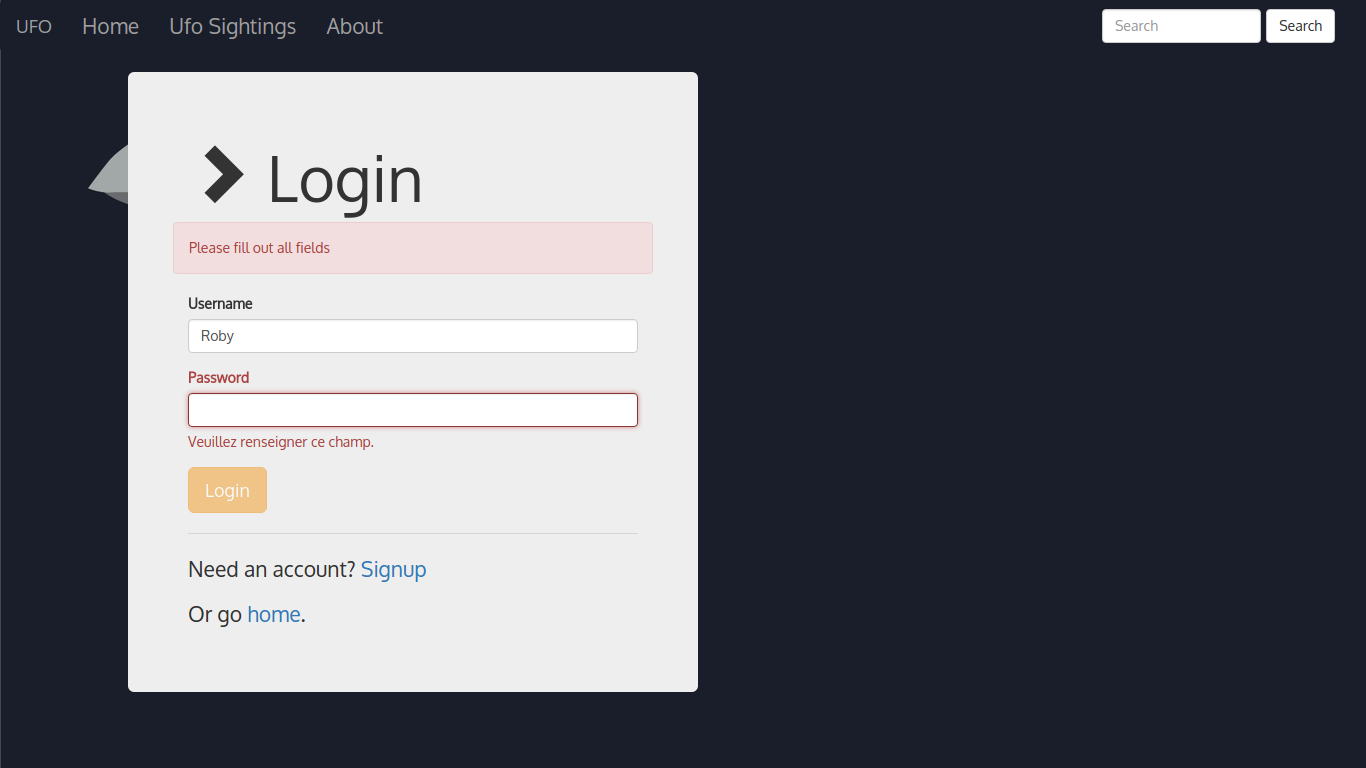 UFO Home Ufo Sightings About Search Search
Login
Please fill out all fields
Username
Roby
Password
Veuillez renseigner ce champ.
Login
Need an account? Signup
Or go home.